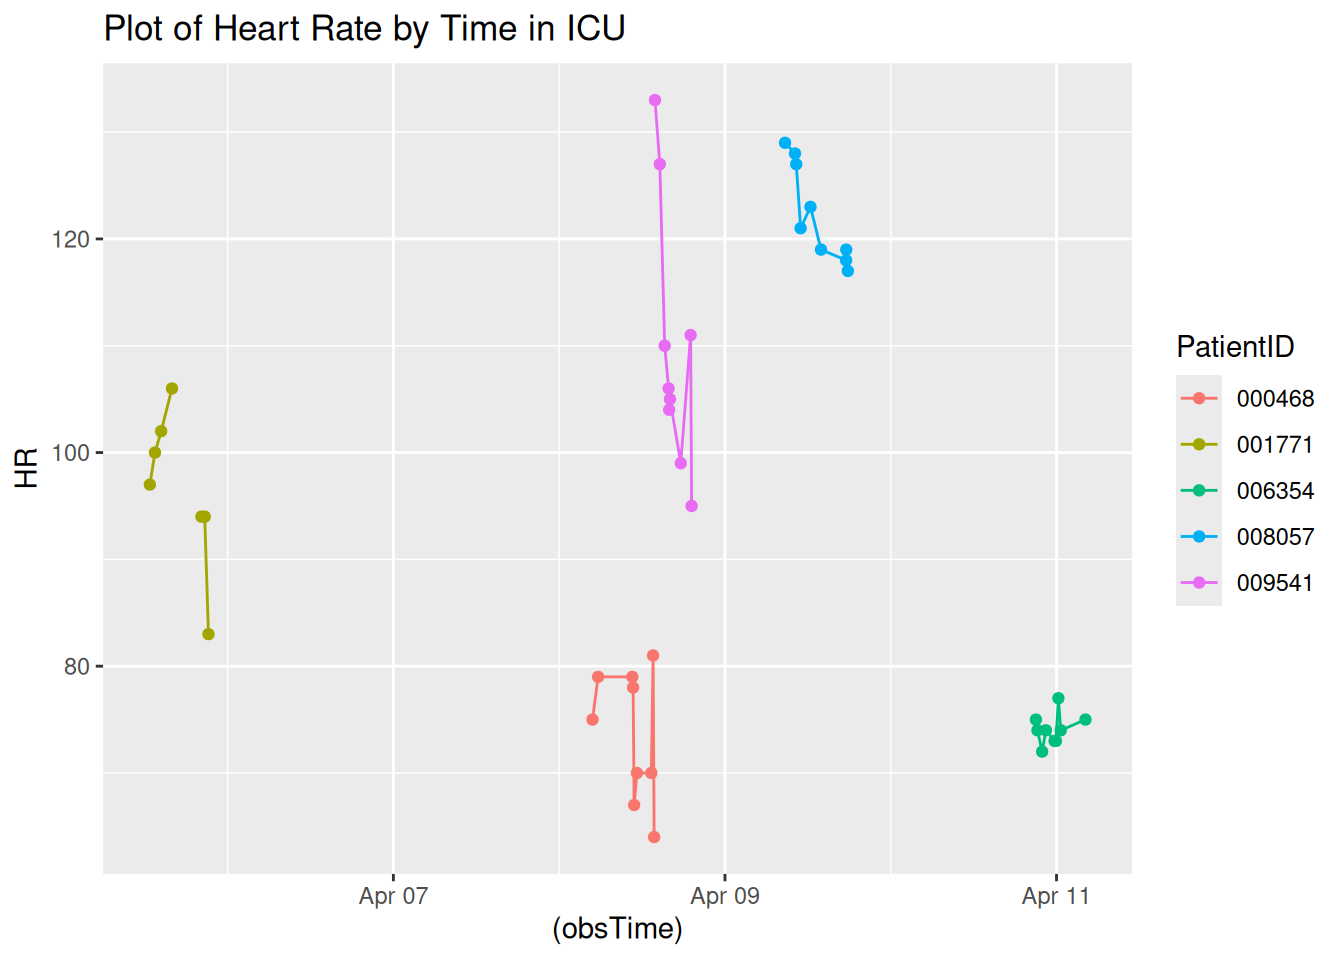 Plot of Heart Rate by Time in ICU
HR
120
100
80
Apr 07
Apr 09
Apr 11
(obsTime)
PatientID
000468
001771
006354
008057
009541